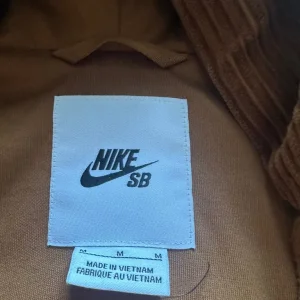 NIKE
SB
M M M
MADE IN VIETNAM
FABRIQUE AU VIETNAM